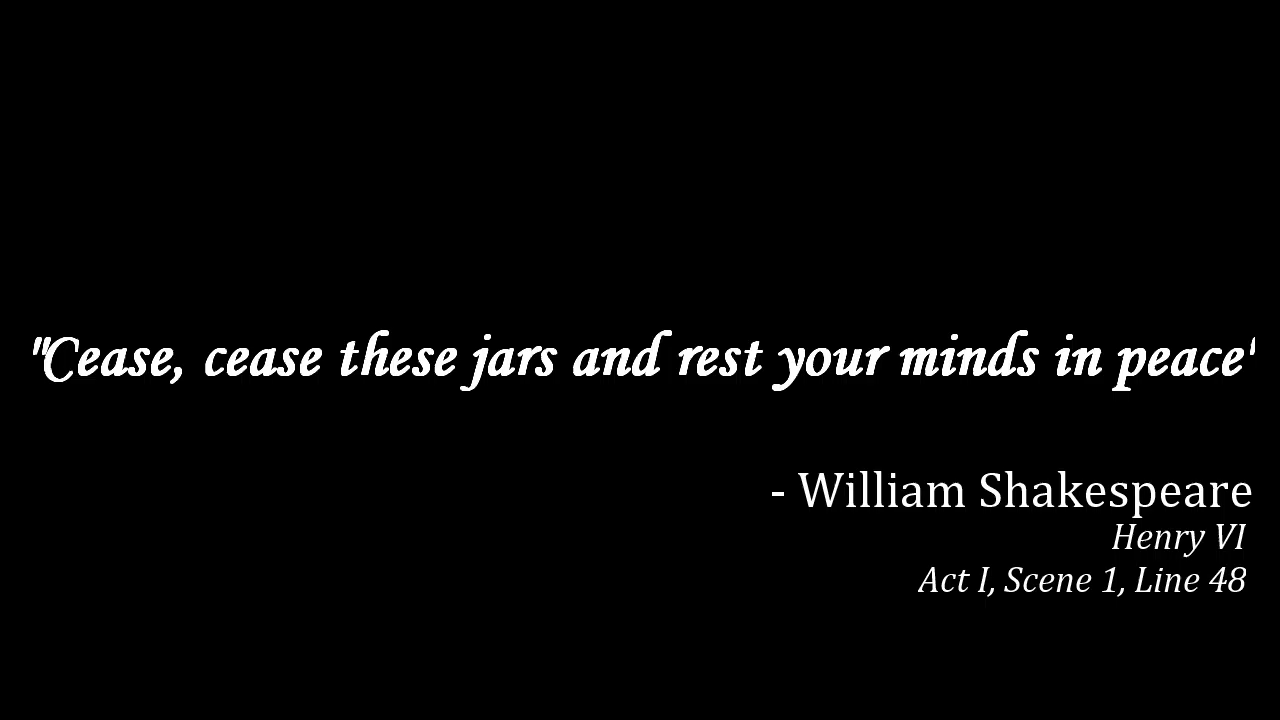 "Cease, cease these jars and rest your minds in peace"
- William Shakespeare
Henry VI
Act I, Scene 1, Line 48